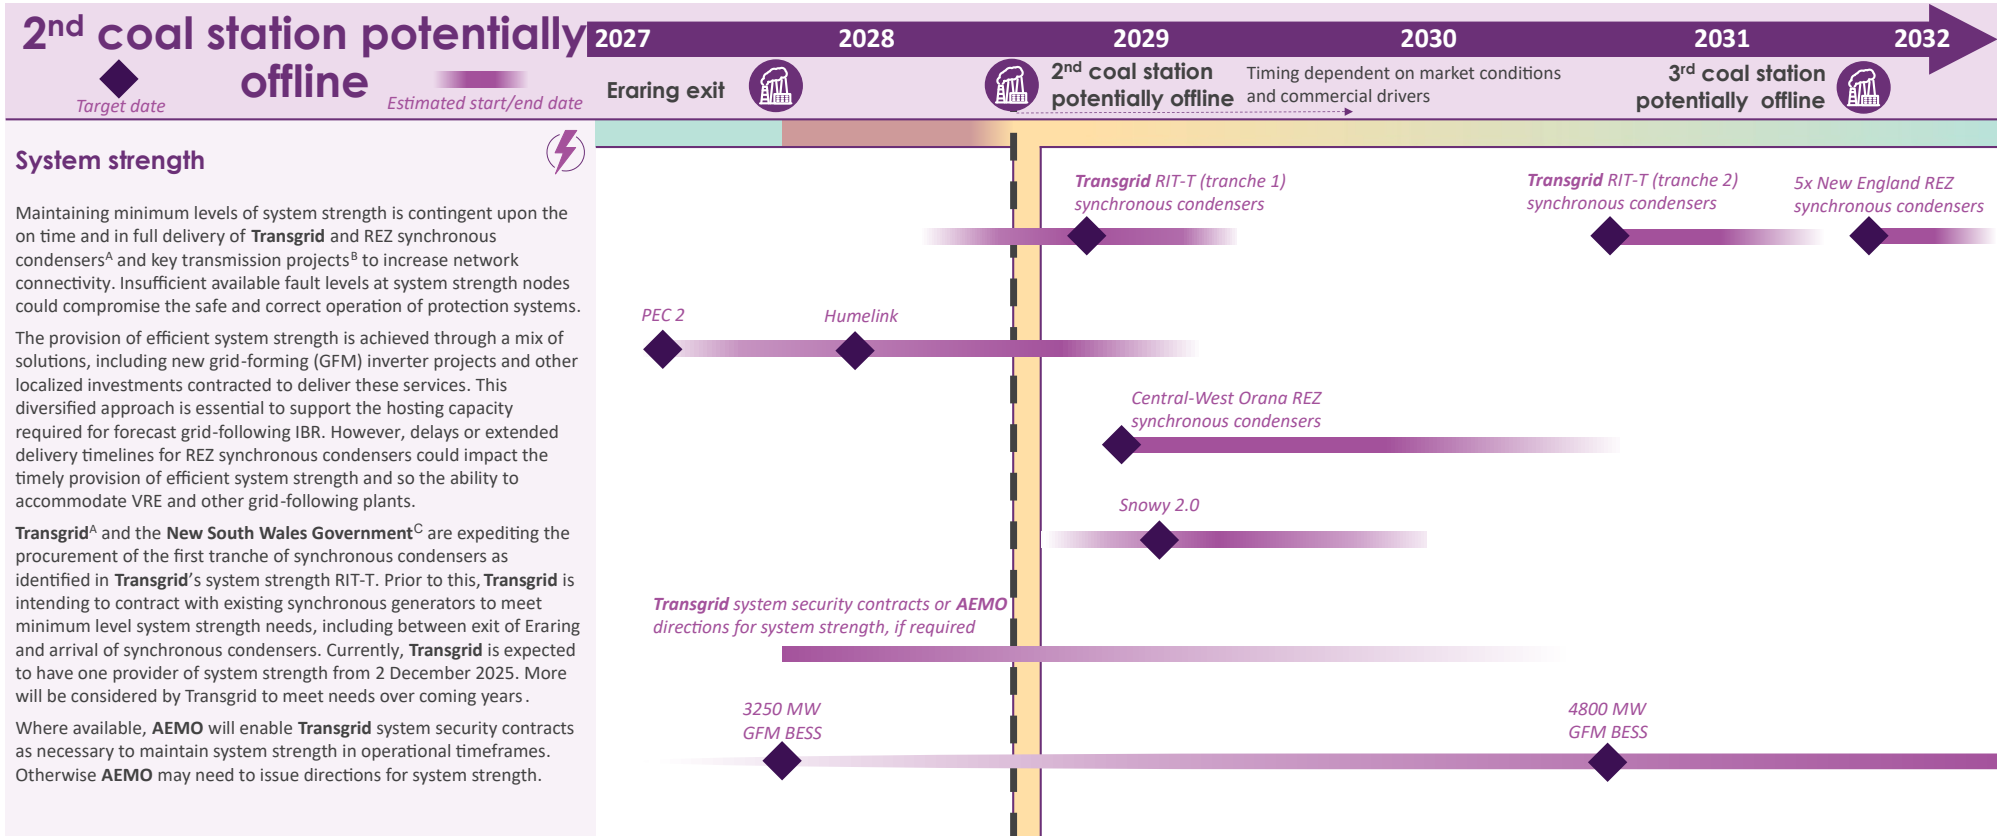 2nd coal station potentially
offline
Target date
Estimated start/end date
2027 2028 2029 2030 2031 2032
Eraring exit
2nd coal station
potentially offline
Timing dependent on market conditions
and commercial drivers
3rd coal station
potentially offline
System strength
Maintaining minimum levels of system strength is contingent upon the
on time and in full delivery of Transgrid and REZ synchronous
condensersA and key transmission projectsB to increase network
connectivity. Insufficient available fault levels at system strength nodes
could compromise the safe and correct operation of protection systems.
The provision of efficient system strength is achieved through a mix of
solutions, including new grid-forming (GFM) inverter projects and other
localized investments contracted to deliver these services. This
diversified approach is essential to support the hosting capacity
required for forecast grid-following IBR. However, delays or extended
delivery timelines for REZ synchronous condensers could impact the
timely provision of efficient system strength and so the ability to
accommodate VRE and other grid-following plants.
TransgridA and the New South Wales GovernmentC are expediting the
procurement of the first tranche of synchronous condensers as
identified in Transgrid's system strength RIT-T. Prior to this, Transgrid is
intending to contract with existing synchronous generators to meet
minimum level system strength needs, including between exit of Eraring
and arrival of synchronous condensers. Currently, Transgrid is expected
to have one provider of system strength from 2 December 2025. More
will be considered by Transgrid to meet needs over coming years.
Where available, AEMO will enable Transgrid system security contracts
as necessary to maintain system strength in operational timeframes.
Otherwise AEMO may need to issue directions for system strength.
Transgrid RIT-T (tranche 1)
synchronous condensers
Transgrid RIT-T (tranche 2)
synchronous condensers
5x New England REZ
synchronous condensers
PEC 2
Humelink
Central-West Orana REZ
synchronous condensers
Snowy 2.0
Transgrid system security contracts or AEMO
directions for system strength, if required
3250 MW
GFM BESS
4800 MW
GFM BESS